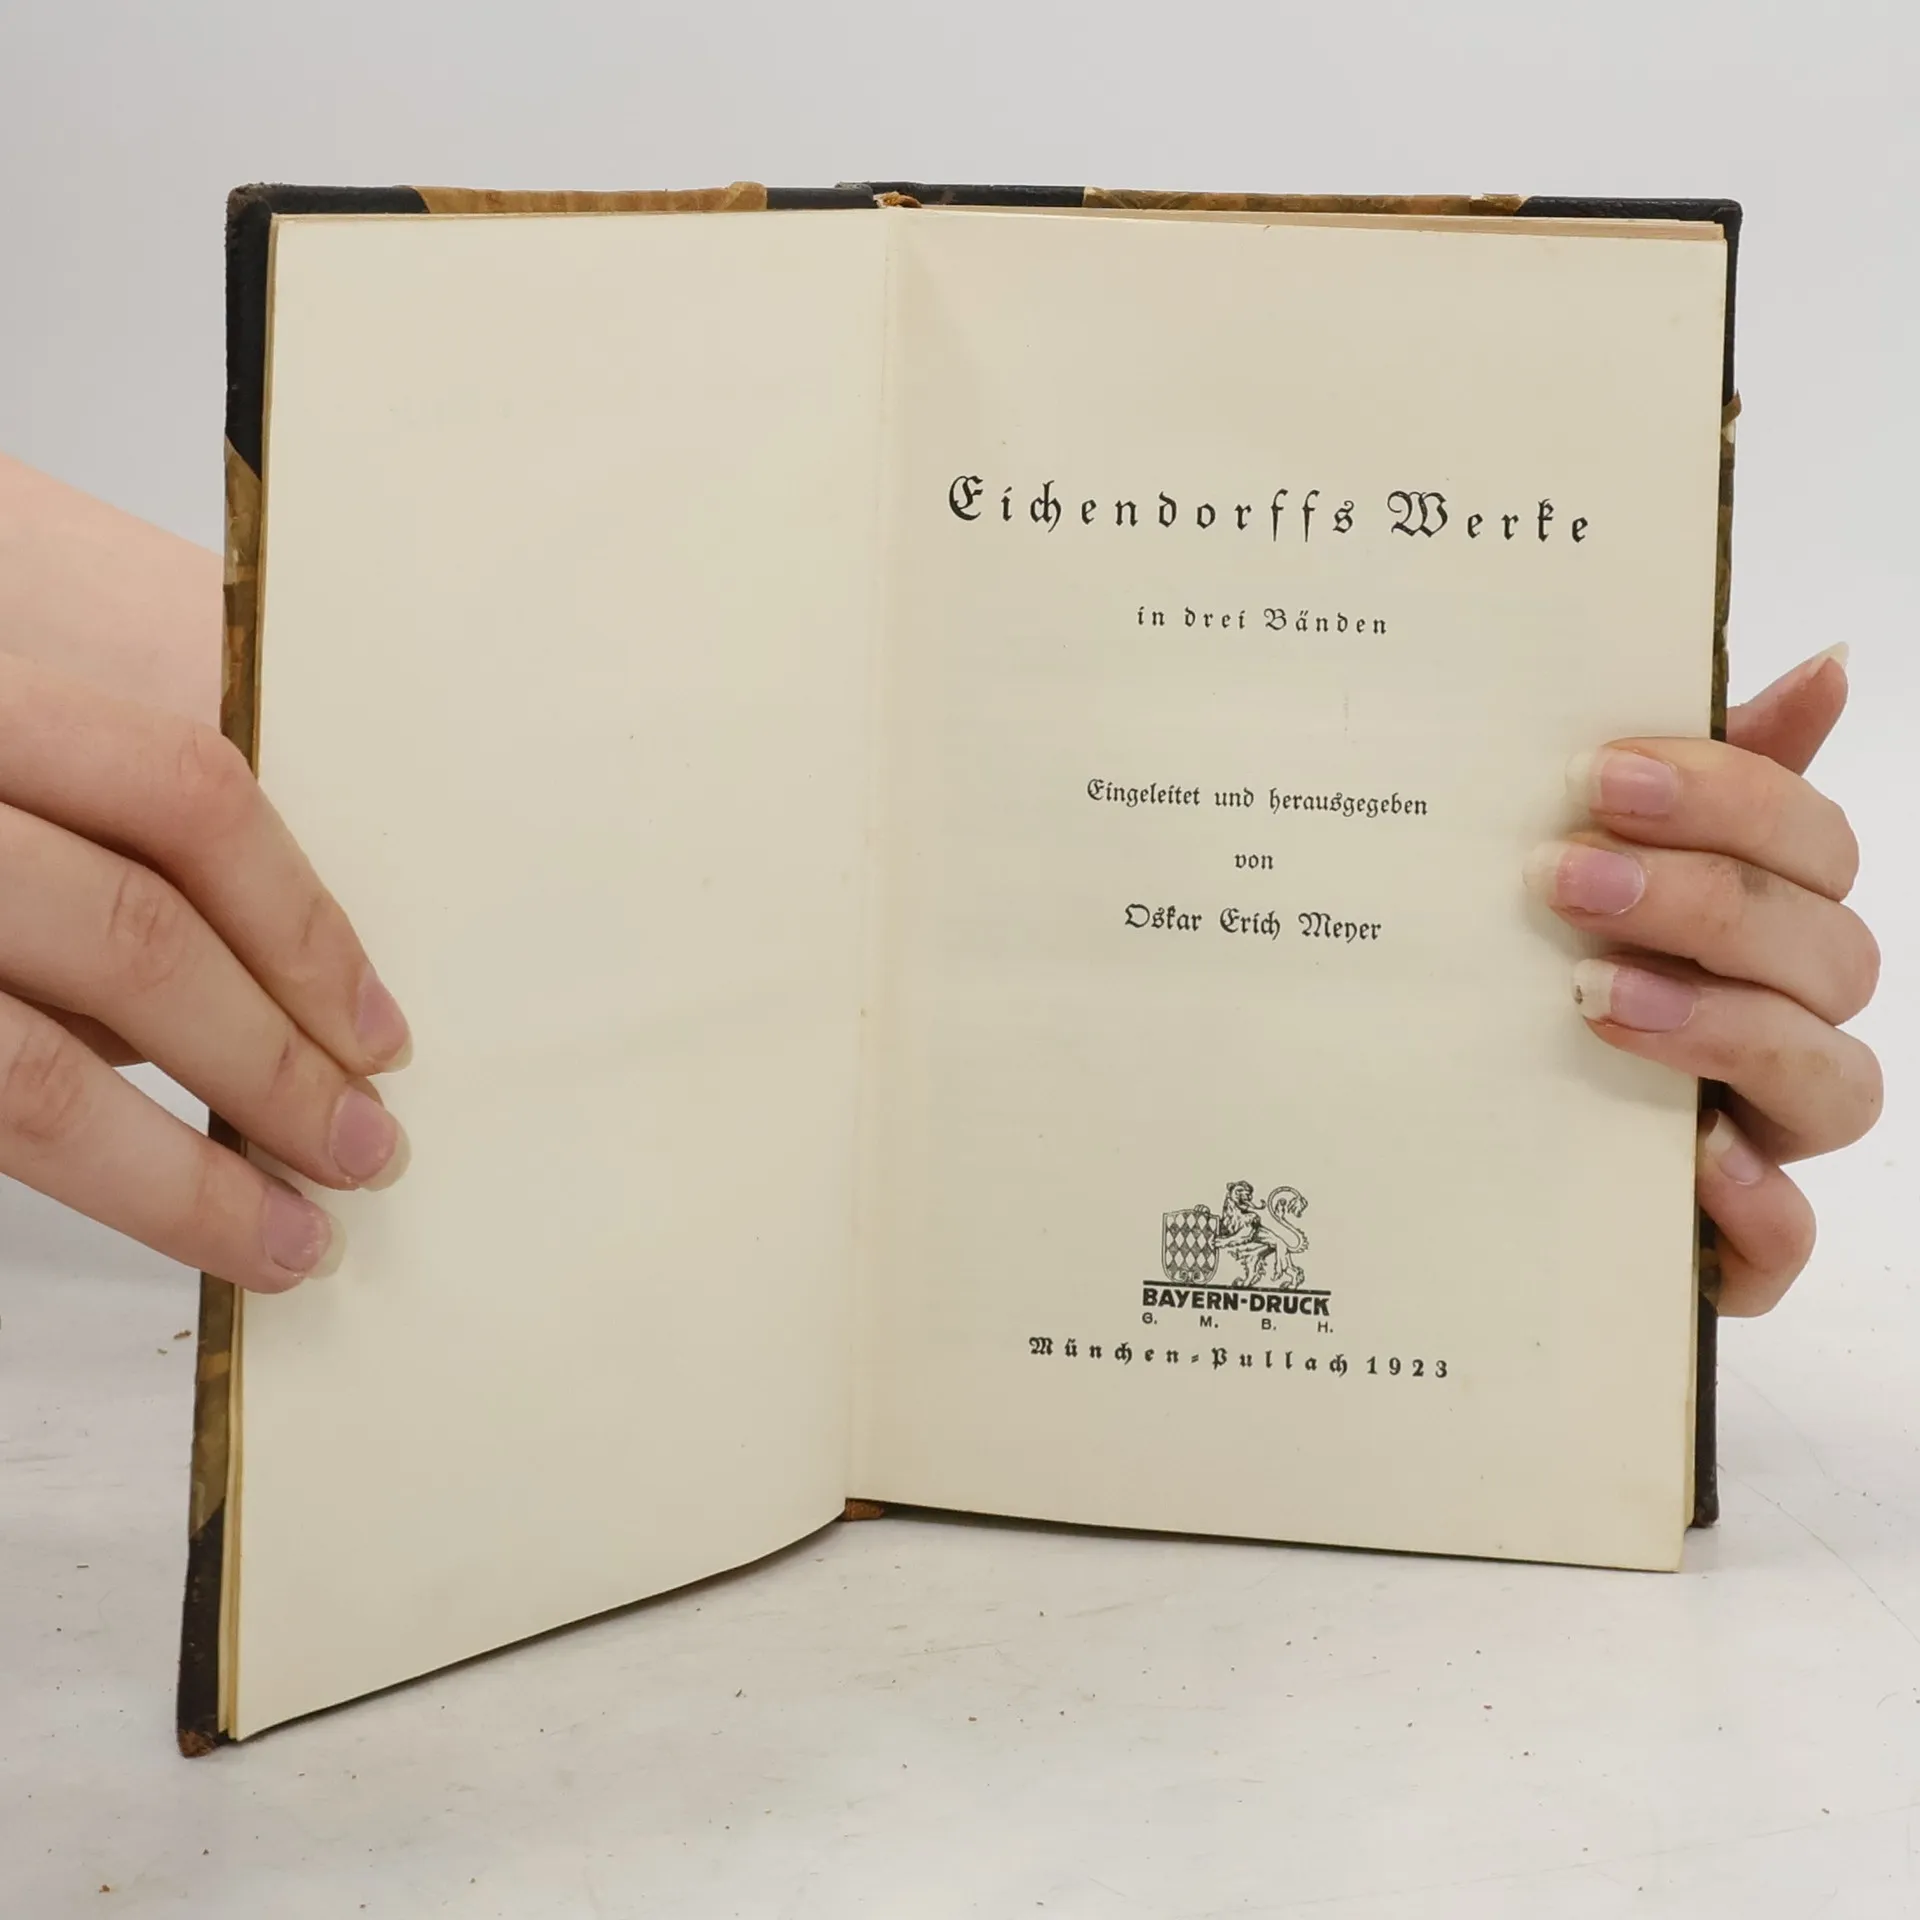 Eichendorffs Werke
in drei Bänden
Eingeleitet und herausgegeben
von
Oskar Erich Meyer
BAYERN-DRUCK
G. M. B. H.
München-Pullach 1923